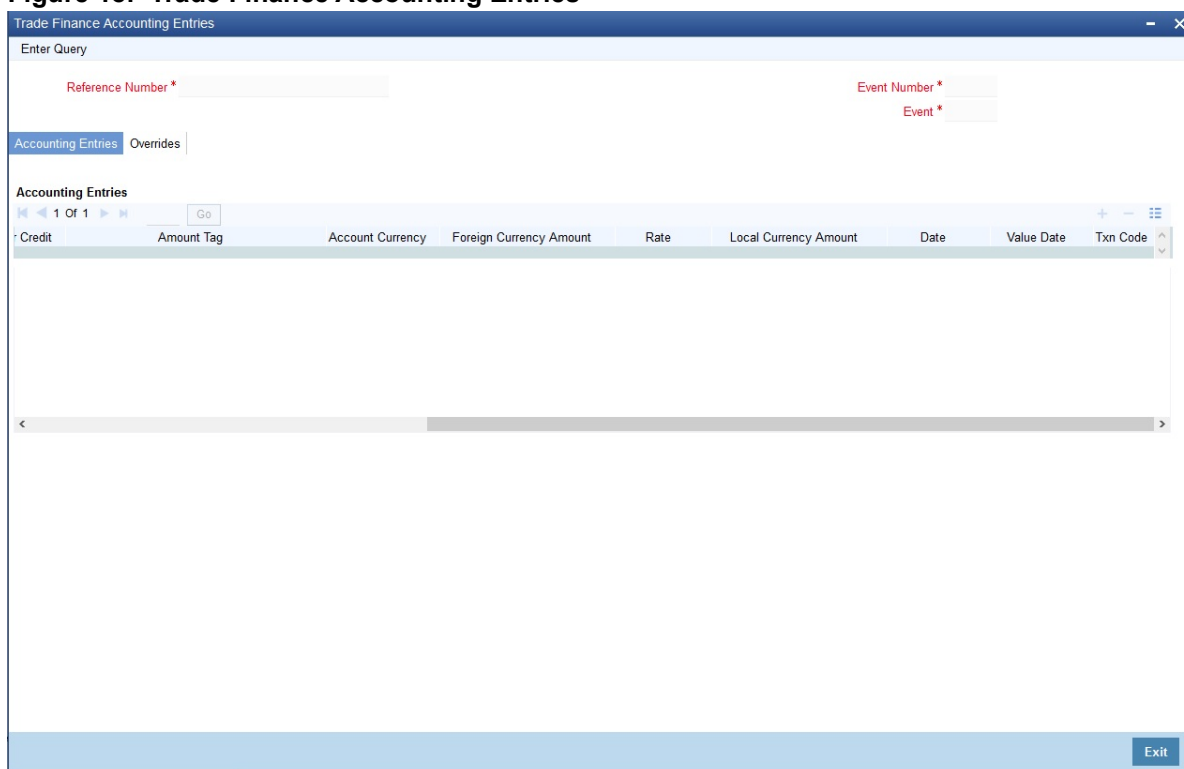 Trade Finance Accounting Entries
Enter Query
Reference Number *
Event Number *
Event *
Accounting Entries Overrides
Accounting Entries
1 Of 1 Go
Credit Amount Tag Account Currency Foreign Currency Amount Rate Local Currency Amount Date Value Date Txn Code
Exit